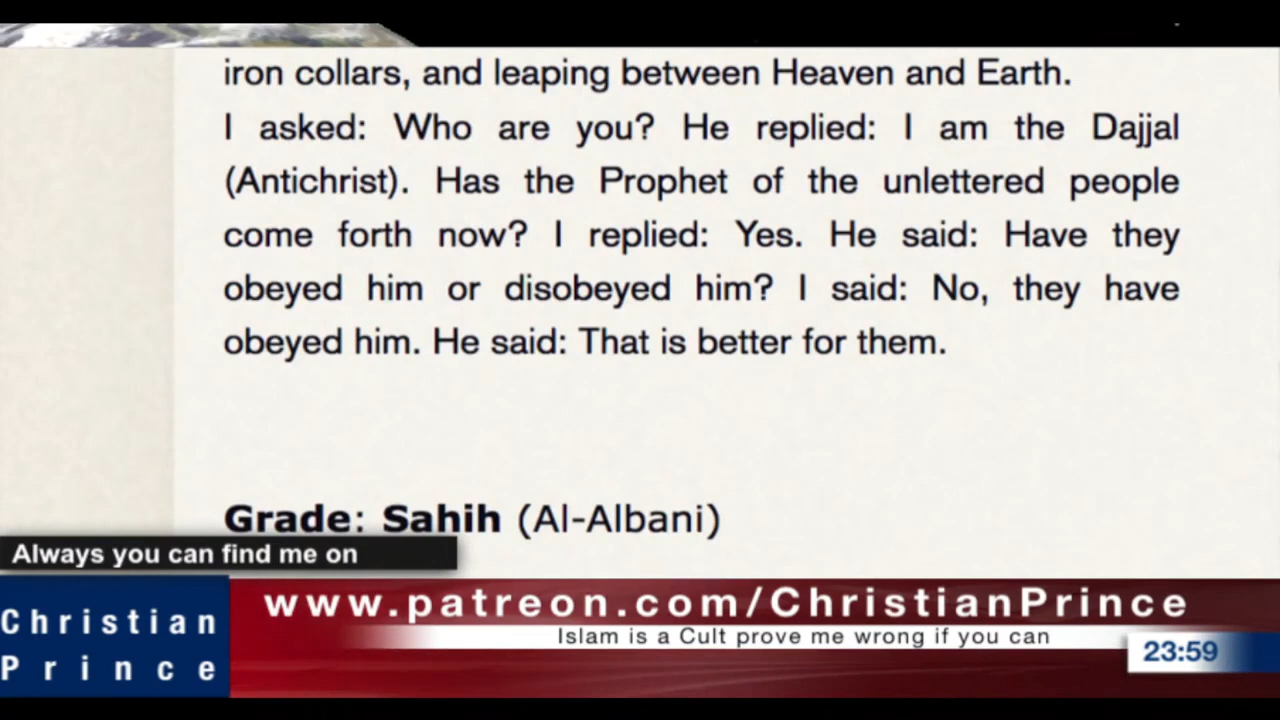 iron collars, and leaping between Heaven and Earth.
I asked: Who are you? He replied: I am the Dajjal
(Antichrist). Has the Prophet of the unlettered people
come forth now? I replied: Yes. He said: Have they
obeyed him or disobeyed him? I said: No, they have
obeyed him. He said: That is better for them.
Grade: Sahih (Al-Albani)
Always you can find me on
Christian
Prince
www.patreon.com/ChristianPrince
Islam is a Cult prove me wrong if you can
23:59